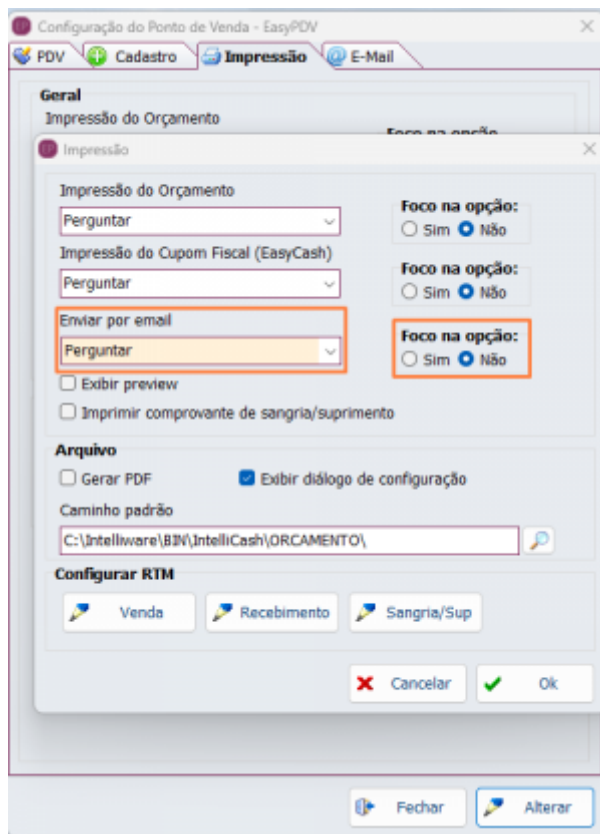 Configuração do Ponto de Venda - EasyPDV
PDV Cadastro Impressão E-Mail
Geral
Impressão do Orçamento
Foco na opção
Impressão
Impressão do Orçamento
Foco na opção:
Perguntar
Sim Não
Impressão do Cupom Fiscal (EasyCash)
Foco na opção:
Perguntar
Sim Não
Enviar por email
Foco na opção:
Perguntar
Sim Não
Exibir preview
Imprimir comprovante de sangria/suprimento
Arquivo
Gerar PDF Exibir diálogo de configuração
Caminho padrão
C:\Intelliware\BIN\IntelliCash\ORCAMENTO\
Configurar RTM
Venda Recebimento Sangria/Sup
Cancelar Ok
Fechar Alterar